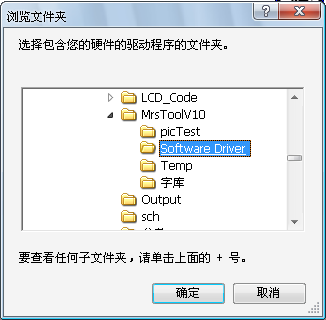 浏览文件夹
选择包含您的硬件的驱动程序的文件夹。
LCD_Code
MrsToolV10
picTest
Software Driver
Temp
字库
Output
sch
要查看任何子文件夹，请单击上面的 + 号。
确定
取消